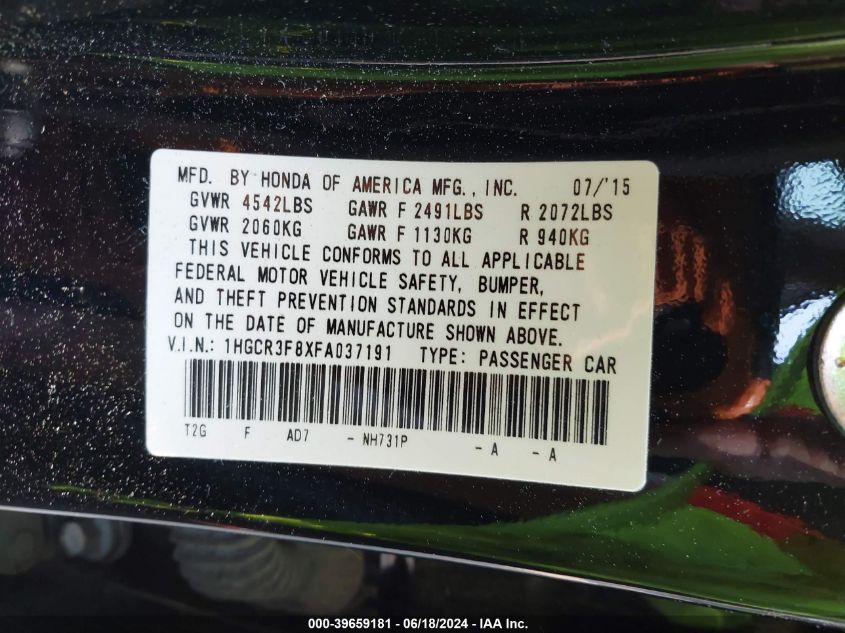 MFD. BY HONDA OF AMERICA MFG., INC. 07/'15
GVWR 4542LBS GAWR F 2491LBS R 2072LBS
GVWR 2060KG GAWR F 1130KG R 940KG
THIS VEHICLE CONFORMS TO ALL APPLICABLE
FEDERAL MOTOR VEHICLE SAFETY, BUMPER,
AND THEFT PREVENTION STANDARDS IN EFFECT
ON THE DATE OF MANUFACTURE SHOWN ABOVE.
V.I.N.: 1HGCR3F8XFA037191 TYPE: PASSENGER CAR
T2G F AD7 - NH731P - A - A
000-39659181 - 06/18/2024 - IAA Inc.